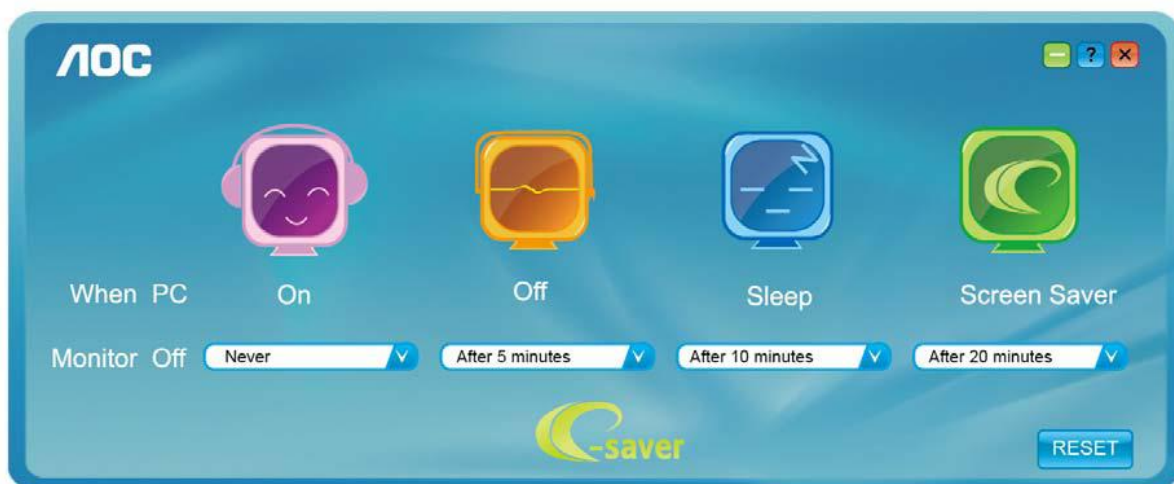 AOC
?
When PC On Off Sleep Screen Saver
Monitor Off Never After 5 minutes After 10 minutes After 20 minutes
e-saver
RESET